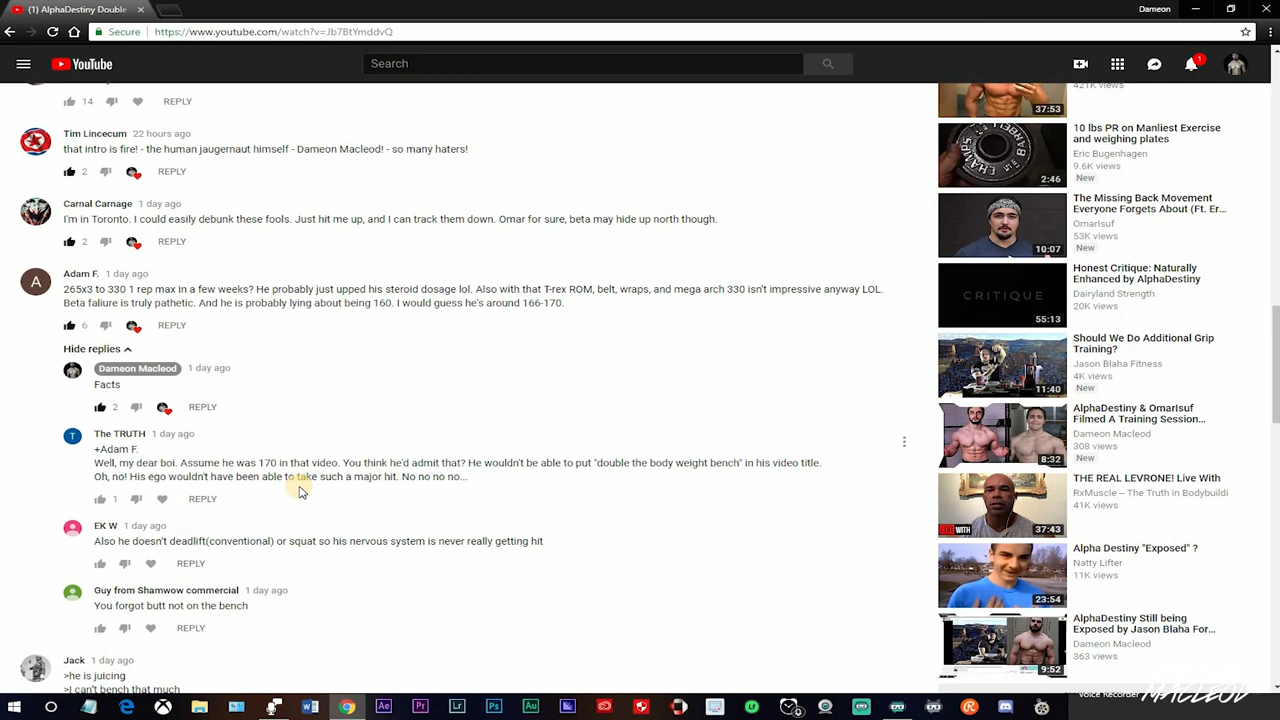 (1) AlphaDestiny Double
Dameon
Secure
https://www.youtube.com/watch?v=Jb7BtYmddvQ
YouTube
Search
1
14
REPLY
Tim Lincecum 22 hours ago
that intro is fire! - the human jaugernaut himself - Dameon Macleod! - so many haters!
2 REPLY
Carnal Carnage 1 day ago
I'm in Toronto. I could easily debunk these fools. Just hit me up, and I can track them down. Omar for sure, beta may hide up north though.
2 REPLY
A
Adam F. 1 day ago
265x3 to 330 1 rep max in a few weeks? He probably just upped his steroid dosage lol. Also with that T-rex ROM, belt, wraps, and mega arch 330 isn't impressive anyway LOL.
Beta faliure is truly pathetic. And he is probably lying about being 160. I would guess he's around 166-170.
6 REPLY
Hide replies
Dameon Macleod 1 day ago
Facts
2 REPLY
T
The TRUTH 1 day ago
+Adam F.
Well, my dear boi. Assume he was 170 in that video. You think he'd admit that? He wouldn't be able to put "double the body weight bench" in his video title.
Oh, no! His ego wouldn't have been able to take such a major hit. No no no no...
1 REPLY
EK W 1 day ago
Also he doesn't deadlift(conventional) or squat so his nervous system is never really getting hit
REPLY
Guy from Shamwow commercial 1 day ago
You forgot butt not on the bench
REPLY
Jack 1 day ago
>he is juicing
>I can't bench that much
421K views
37:53
10 lbs PR on Manliest Exercise
and weighing plates
Eric Bugenhagen
9.6K views
New
2:46
The Missing Back Movement
Everyone Forgets About (Ft. Er...
OmarIsuf
53K views
New
10:07
Honest Critique: Naturally
Enhanced by AlphaDestiny
Dairyland Strength
20K views
CRITIQUE
55:13
Should We Do Additional Grip
Training?
Jason Blaha Fitness
4K views
New
11:40
AlphaDestiny & OmarIsuf
Filmed A Training Session...
Dameon Macleod
308 views
New
8:32
THE REAL LEVRONE! Live With
RxMuscle – The Truth in Bodybuildi
41K views
LIVE WITH
37:43
Alpha Destiny "Exposed" ?
Natty Lifter
11K views
23:54
AlphaDestiny Still being
Exposed by Jason Blaha For...
Dameon Macleod
363 views
9:52
Voice Recorder
MACLEOD
Ae
Pr
Lr
Ps
Au